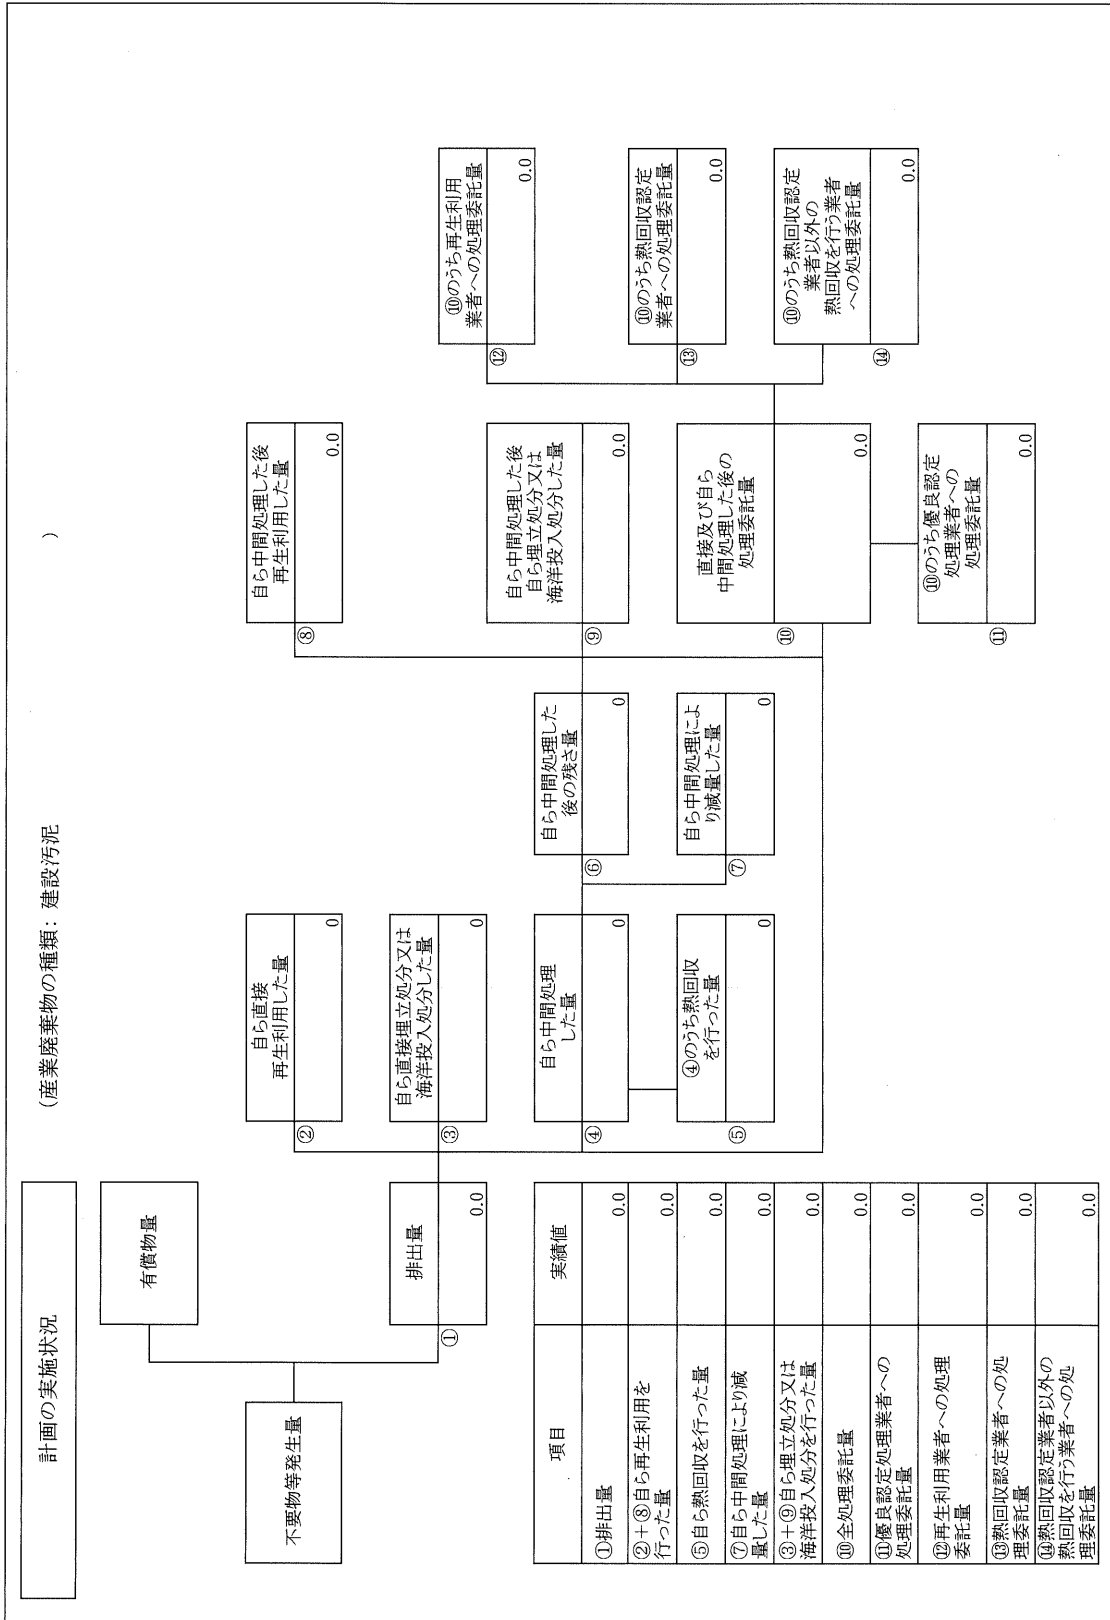 計画の実施状況
（産業廃棄物の種類： 建設汚泥 ）
不要物等発生量
有償物量
①
排出量
0.0
②
自ら直接
再生利用した量
0
③
自ら直接埋立処分又は
海洋投入処分した量
0
④
自ら中間処理
した量
0
⑤
④のうち熱回収
を行った量
0
⑥
自ら中間処理した
後の残さ量
0
⑦
自ら中間処理によ
り減量した量
0
⑧
自ら中間処理した後
再生利用した量
0.0
⑨
自ら中間処理した後
自ら埋立処分又は
海洋投入処分した量
0.0
⑩
直接及び自ら
中間処理した後の
処理委託量
0.0
⑪
⑩のうち優良認定
処理業者への
処理委託量
0.0
⑫
⑩のうち再生利用
業者への処理委託量
0.0
⑬
⑩のうち熱回収認定
業者への処理委託量
0.0
⑭
⑩のうち熱回収認定
業者以外の
熱回収を行う業者
への処理委託量
0.0
項目 実績値
①排出量 0.0
②＋⑧自ら再生利用を
行った量 0.0
⑤自ら熱回収を行った量 0.0
⑦自ら中間処理により減
量した量 0.0
③＋⑨自ら埋立処分又は
海洋投入処分を行った量 0.0
⑩全処理委託量 0.0
⑪優良認定処理業者への
処理委託量 0.0
⑫再生利用業者への処理
委託量 0.0
⑬熱回収認定業者への処
理委託量 0.0
⑭熱回収認定業者以外の
熱回収を行う業者への処
理委託量 0.0